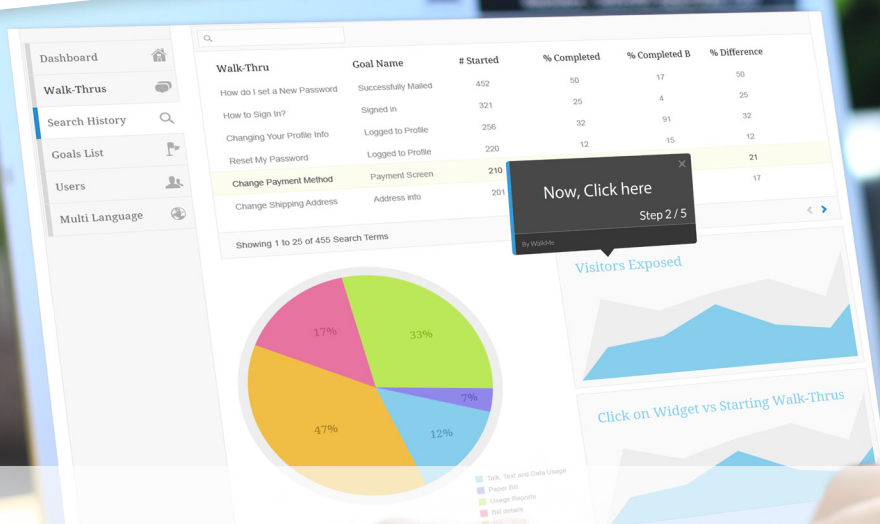 Dashboard
Walk-Thrus
Search History
Goals List
Users
Multi Language
Walk-Thru Goal Name # Started % Completed % Completed B % Difference
How do I set a New Password Successfully Mailed 452 50 17 50
How to Sign In? Signed in 321 25 4 25
Changing Your Profile Info Logged to Profile 256 32 91 32
Reset My Password Logged to Profile 220 12 15 12
Change Payment Method Payment Screen 210 21
Change Shipping Address Address info 201 17
Showing 1 to 25 of 455 Search Terms
Now, Click here
Step 2 / 5
By WalkMe
Visitors Exposed
17%
33%
7%
47%
12%
Click on Widget vs Starting Walk-Thrus
Talk, Text and Data Usage
Paper Bill
Usage Reports
Bill details